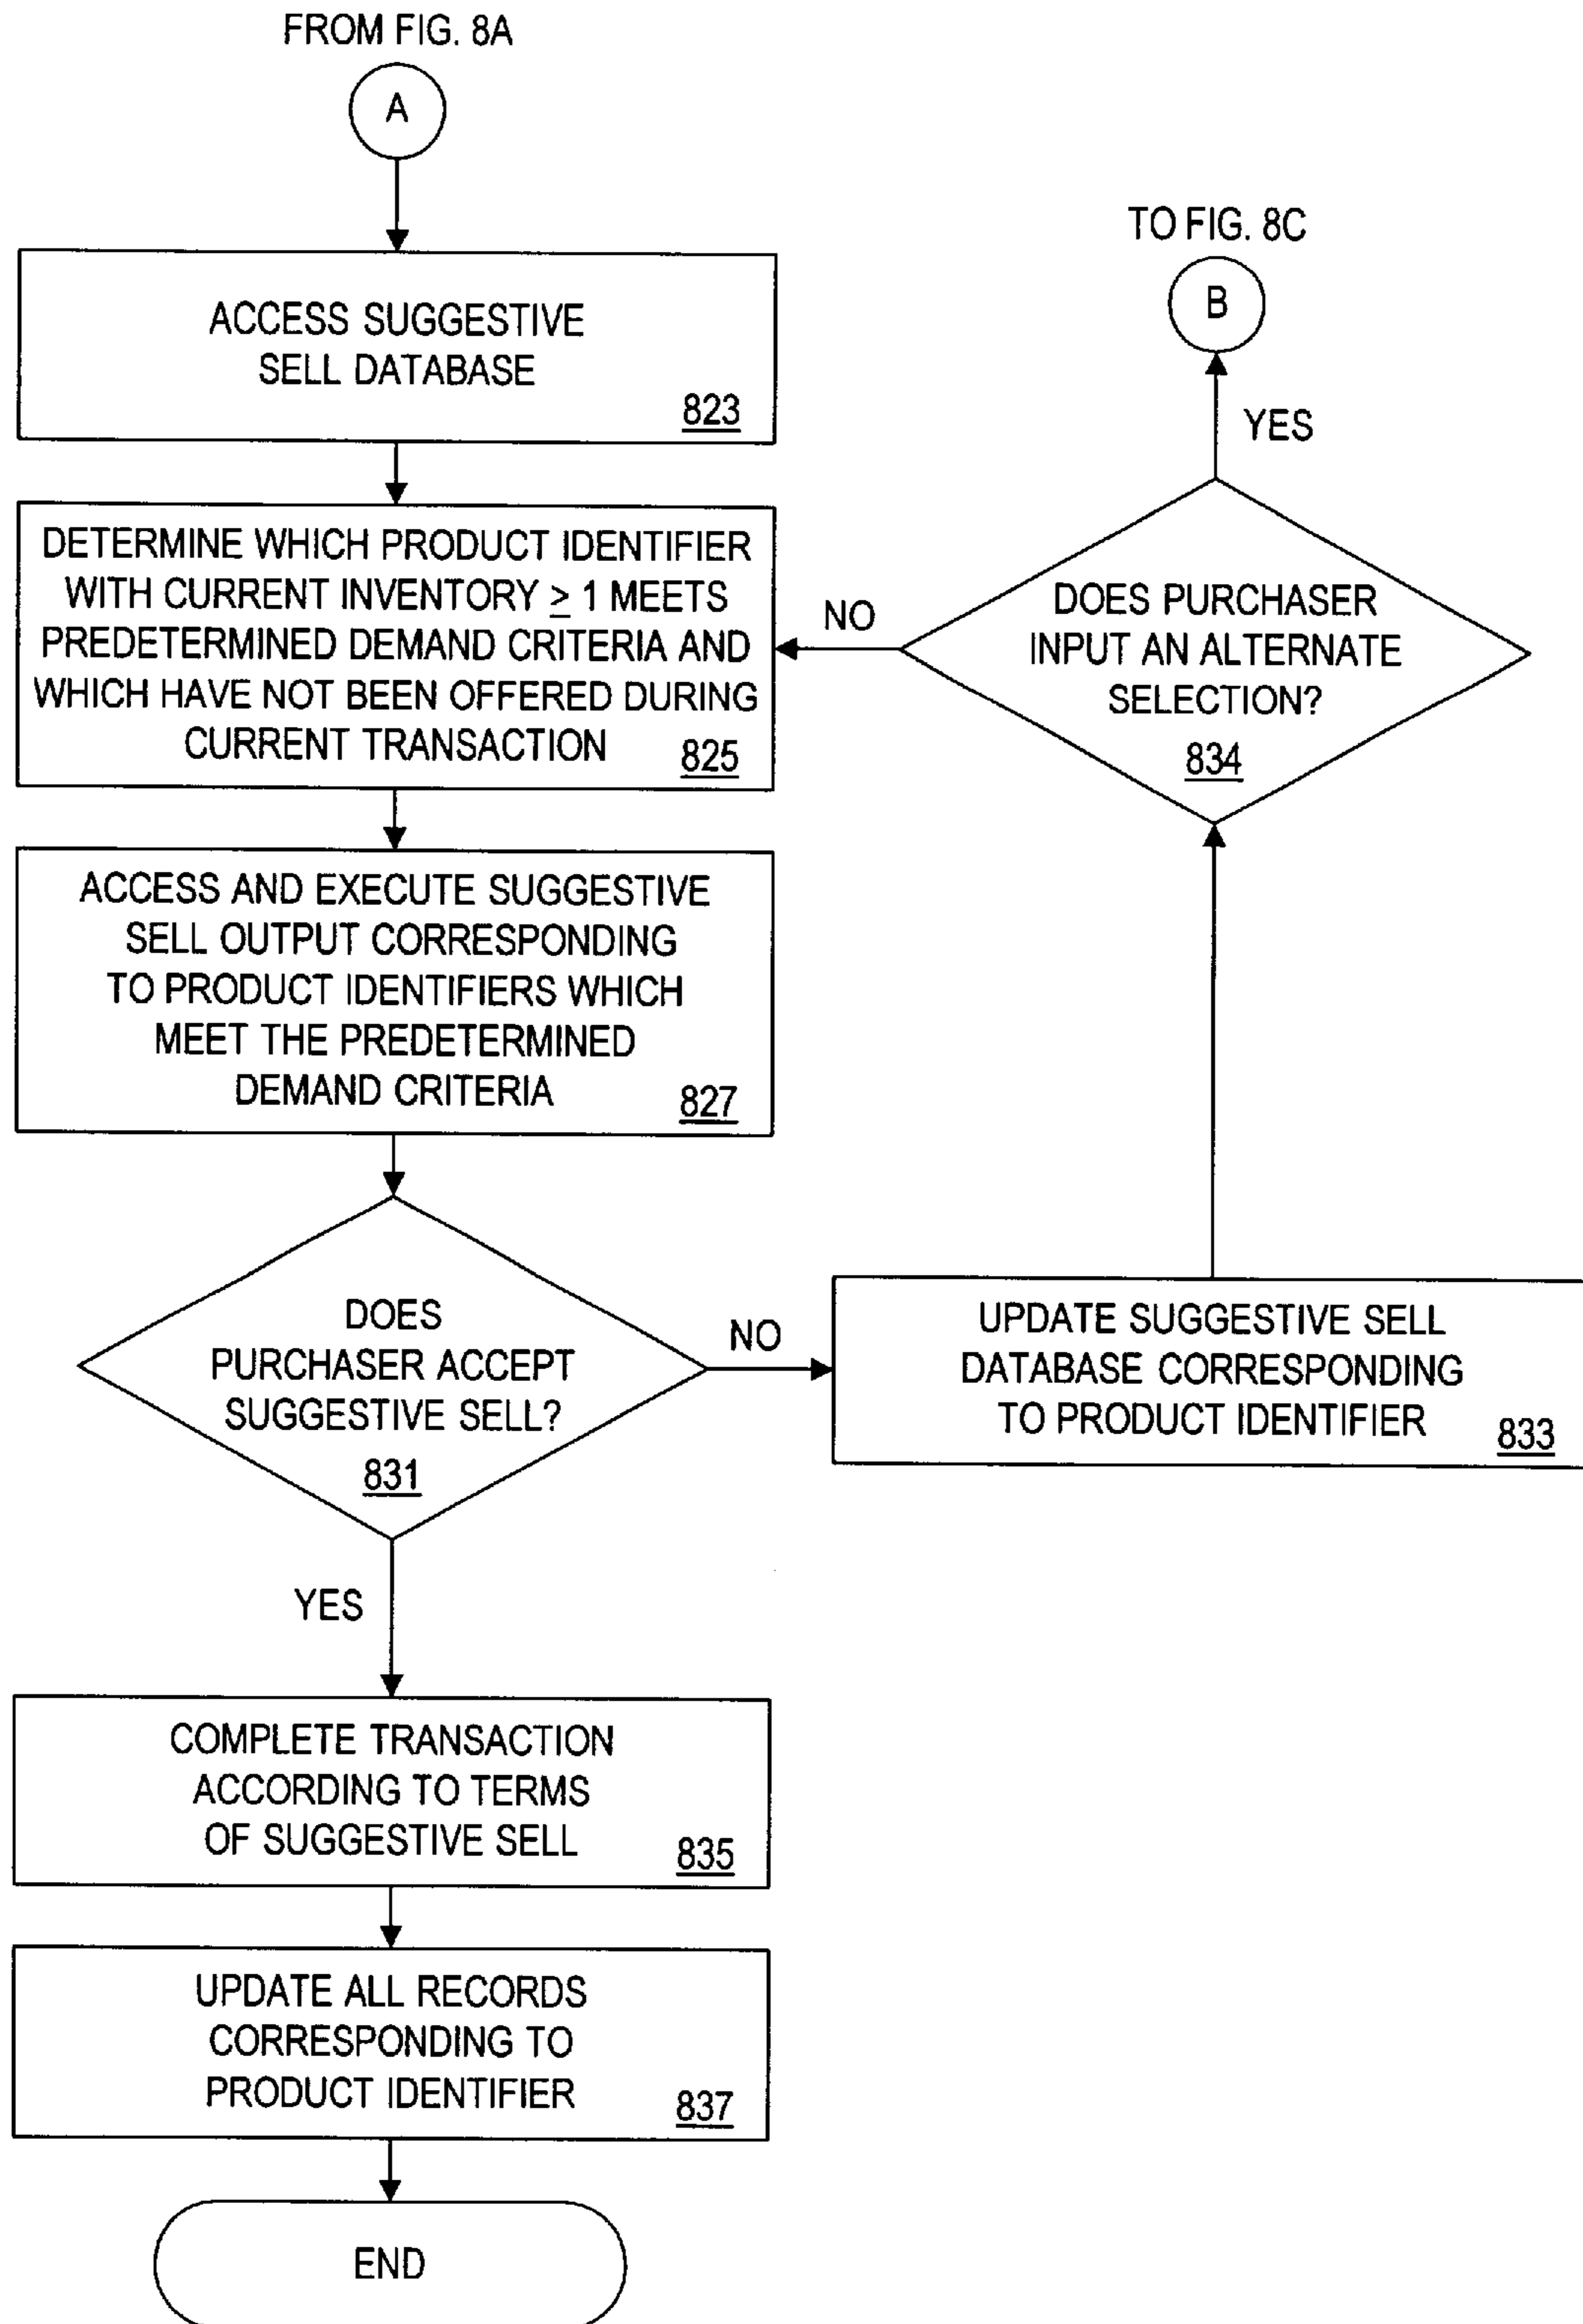 FROM FIG. 8A
A
ACCESS SUGGESTIVE
SELL DATABASE
823
DETERMINE WHICH PRODUCT IDENTIFIER
WITH CURRENT INVENTORY ≥ 1 MEETS
PREDETERMINED DEMAND CRITERIA AND
WHICH HAVE NOT BEEN OFFERED DURING
CURRENT TRANSACTION
825
ACCESS AND EXECUTE SUGGESTIVE
SELL OUTPUT CORRESPONDING
TO PRODUCT IDENTIFIERS WHICH
MEET THE PREDETERMINED
DEMAND CRITERIA
827
DOES
PURCHASER ACCEPT
SUGGESTIVE SELL?
831
NO
UPDATE SUGGESTIVE SELL
DATABASE CORRESPONDING
TO PRODUCT IDENTIFIER
833
DOES PURCHASER
INPUT AN ALTERNATE
SELECTION?
834
NO
YES
TO FIG. 8C
B
YES
COMPLETE TRANSACTION
ACCORDING TO TERMS
OF SUGGESTIVE SELL
835
UPDATE ALL RECORDS
CORRESPONDING TO
PRODUCT IDENTIFIER
837
END